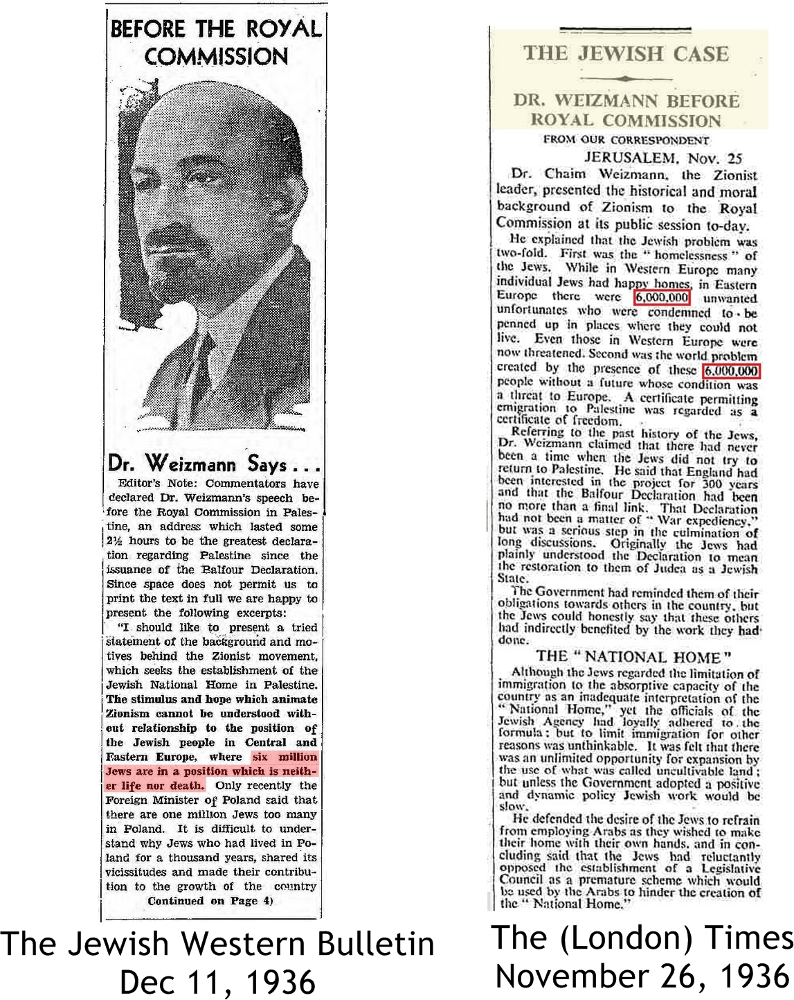 BEFORE THE ROYAL
COMMISSION
Dr. Weizmann Says...
Editor's Note: Commentators have
declared Dr. Weizmann's speech be-
fore the Royal Commission in Pales-
tine, an address which lasted some
2½ hours to be the greatest declara-
tion regarding Palestine since the
issuance of the Balfour Declaration.
Since space does not permit us to
print the text in full we are happy to
present the following excerpts:
"I should like to present a tried
statement of the background and mo-
tives behind the Zionist movement,
which seeks the establishment of the
Jewish National Home in Palestine.
The stimulus and hope which animate
Zionism cannot be understood with-
out relationship to the position of
the Jewish people in Central and
Eastern Europe, where six million
Jews are in a position which is neith-
er life nor death. Only recently the
Foreign Minister of Poland said that
there are one million Jews too many
in Poland. It is difficult to under-
stand why Jews who had lived in Po-
land for a thousand years, shared its
vicissitudes and made their contribu-
tion to the growth of the country
Continued on Page 4)
The Jewish Western Bulletin
Dec 11, 1936
THE JEWISH CASE
DR. WEIZMANN BEFORE
ROYAL COMMISSION
FROM OUR CORRESPONDENT
JERUSALEM, Nov. 25
Dr. Chaim Weizmann, the Zionist
leader, presented the historical and moral
background of Zionism to the Royal
Commission at its public session to-day.
He explained that the Jewish problem was
two-fold. First was the "homelessness" of
the Jews. While in Western Europe many
individual Jews had happy homes, in Eastern
Europe there were 6,000,000 unwanted
unfortunates who were condemned to be
penned up in places where they could not
live. Even those in Western Europe were
now threatened. Second was the world problem
created by the presence of these 6,000,000
people without a future whose condition was
a threat to Europe. A certificate permitting
emigration to Palestine was regarded as a
certificate of freedom.
Referring to the past history of the Jews,
Dr. Weizmann claimed that there had never
been a time when the Jews did not try to
return to Palestine. He said that England had
been interested in the project for 300 years
and that the Balfour Declaration had been
no more than a final link. That Declaration
had not been a matter of "War expediency,"
but was a serious step in the culmination of
long discussions. Originally the Jews had
plainly understood the Declaration to mean
the restoration to them of Judea as a Jewish
State.
The Government had reminded them of their
obligations towards others in the country, but
the Jews could honestly say that these others
had indirectly benefited by the work they had
done.
THE "NATIONAL HOME"
Although the Jews regarded the limitation of
immigration to the absorptive capacity of the
country as an inadequate interpretation of the
"National Home," yet the officials of the
Jewish Agency had loyally adhered to the
formula; but to limit immigration for other
reasons was unthinkable. It was felt that there
was an unlimited opportunity for expansion by
the use of what was called uncultivable land;
but unless the Government adopted a positive
and dynamic policy Jewish work would be
slow.
He defended the desire of the Jews to refrain
from employing Arabs as they wished to make
their home with their own hands, and in con-
cluding said that the Jews had reluctantly
opposed the establishment of a Legislative
Council as a premature scheme which would
be used by the Arabs to hinder the creation of
the "National Home."
The (London) Times
November 26, 1936